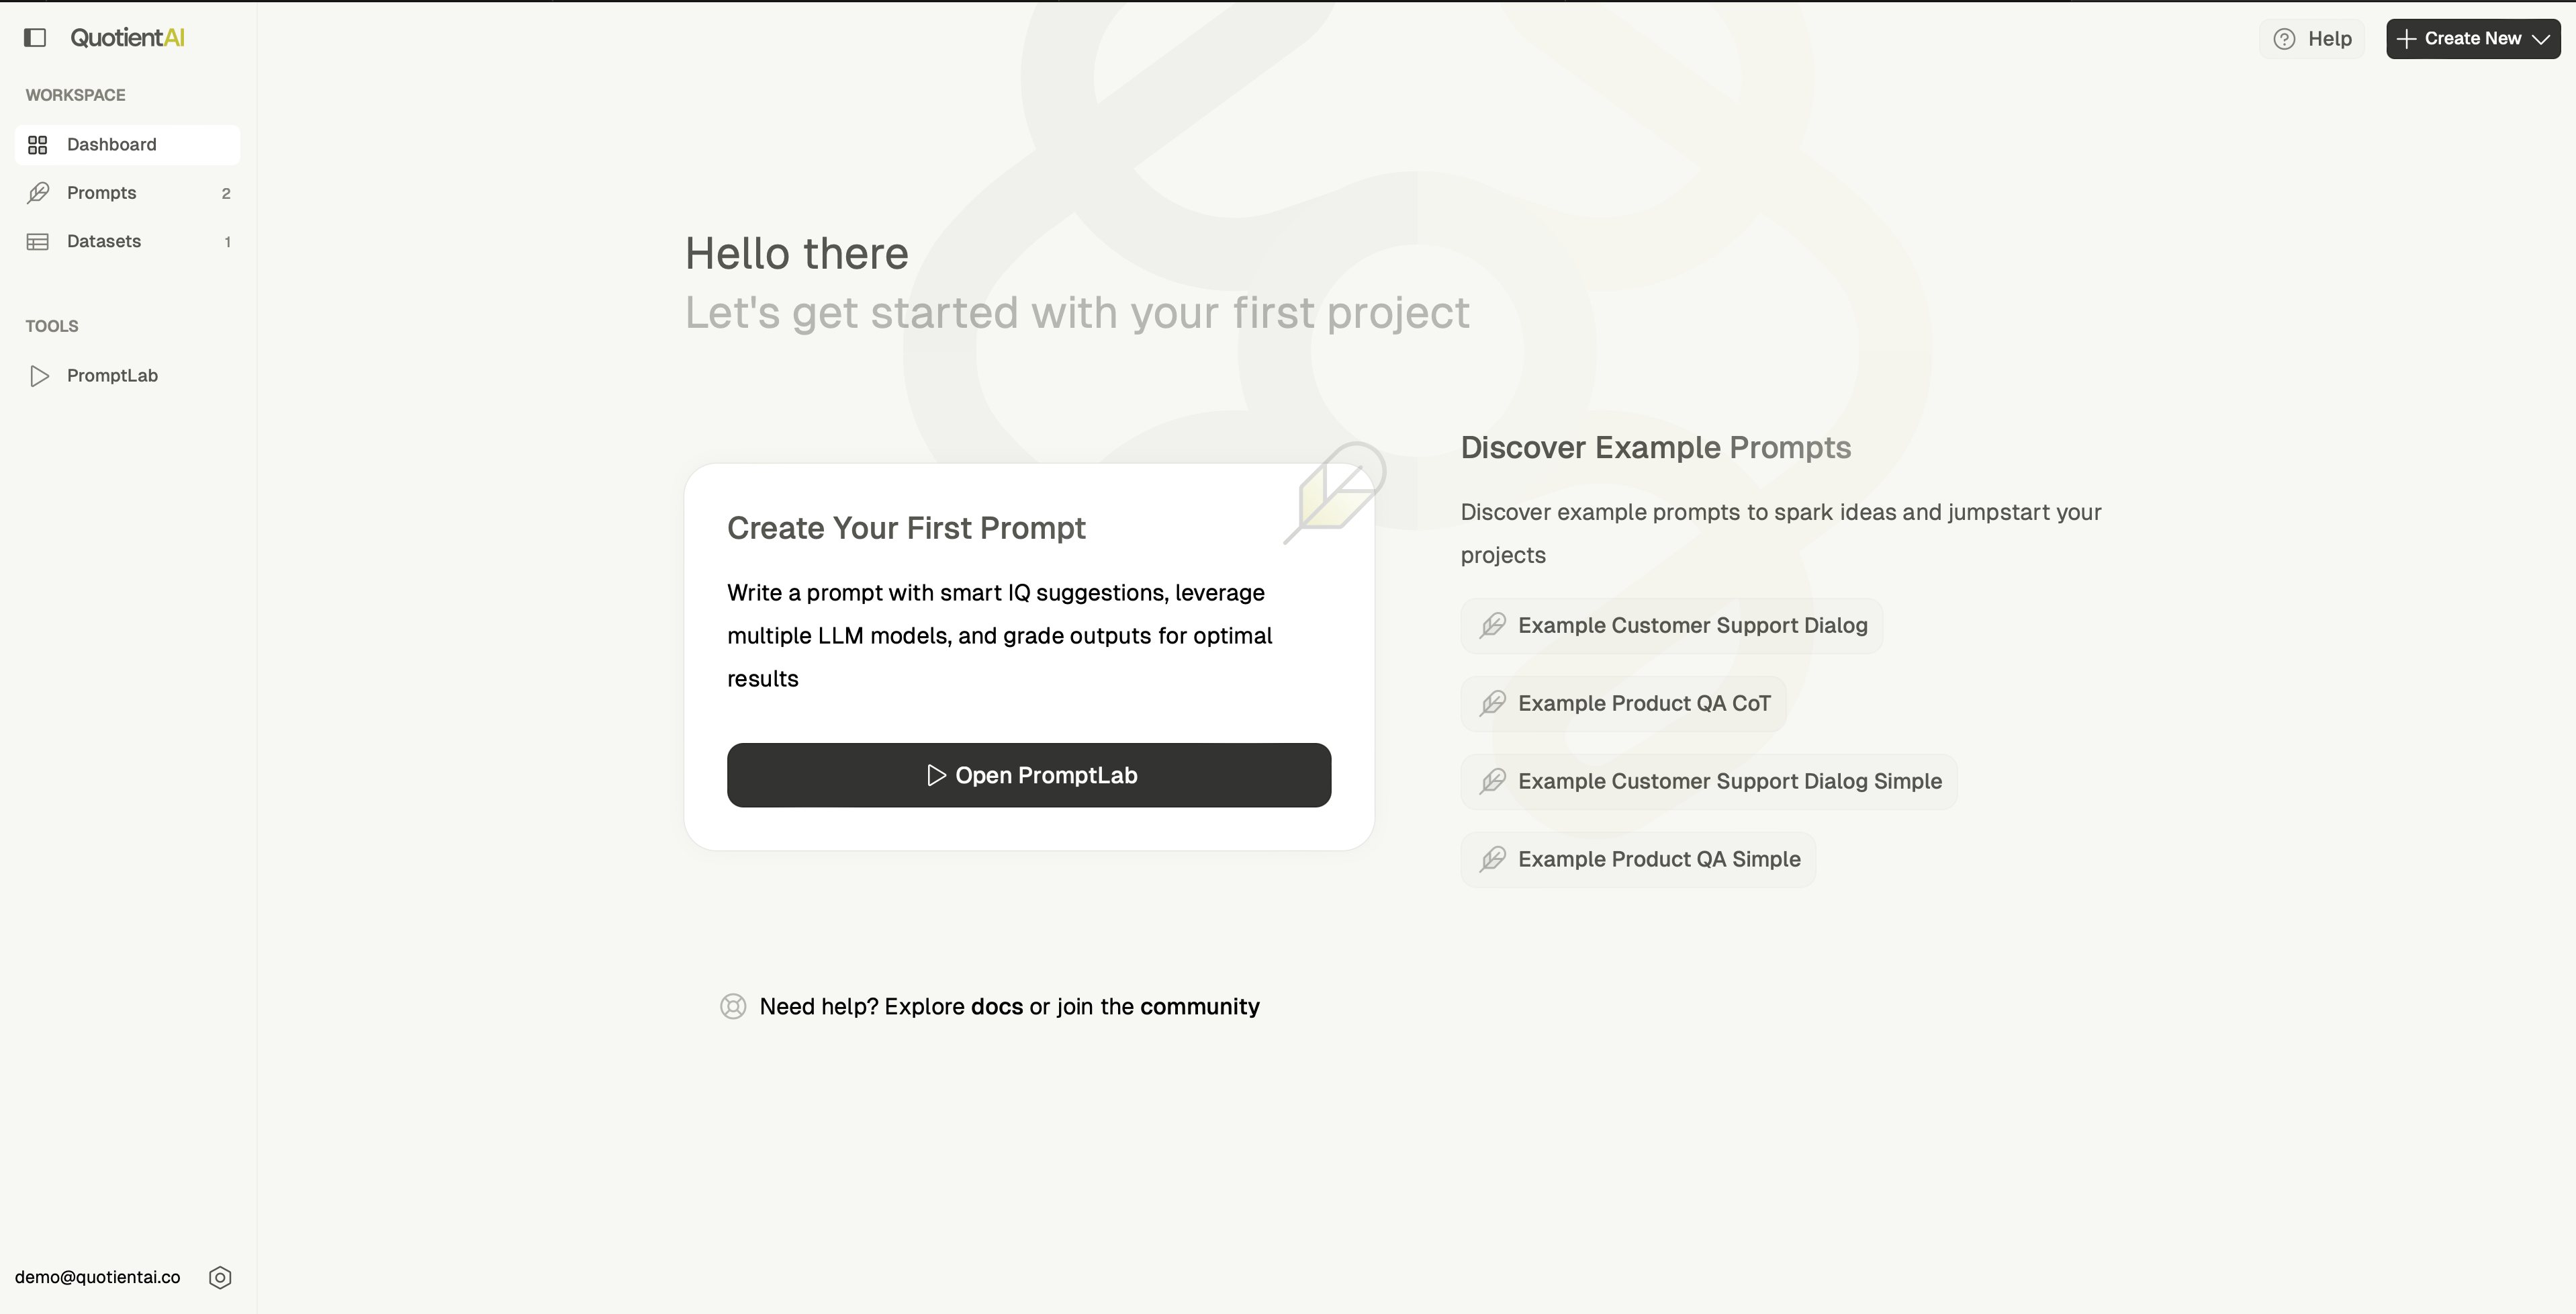 QuotientAI
Help
Create New
WORKSPACE
Dashboard
Prompts 2
Datasets 1
TOOLS
PromptLab
Hello there
Let's get started with your first project
Create Your First Prompt
Write a prompt with smart IQ suggestions, leverage
multiple LLM models, and grade outputs for optimal
results
Open PromptLab
Discover Example Prompts
Discover example prompts to spark ideas and jumpstart your
projects
Example Customer Support Dialog
Example Product QA CoT
Example Customer Support Dialog Simple
Example Product QA Simple
Need help? Explore docs or join the community
demo@quotientai.co